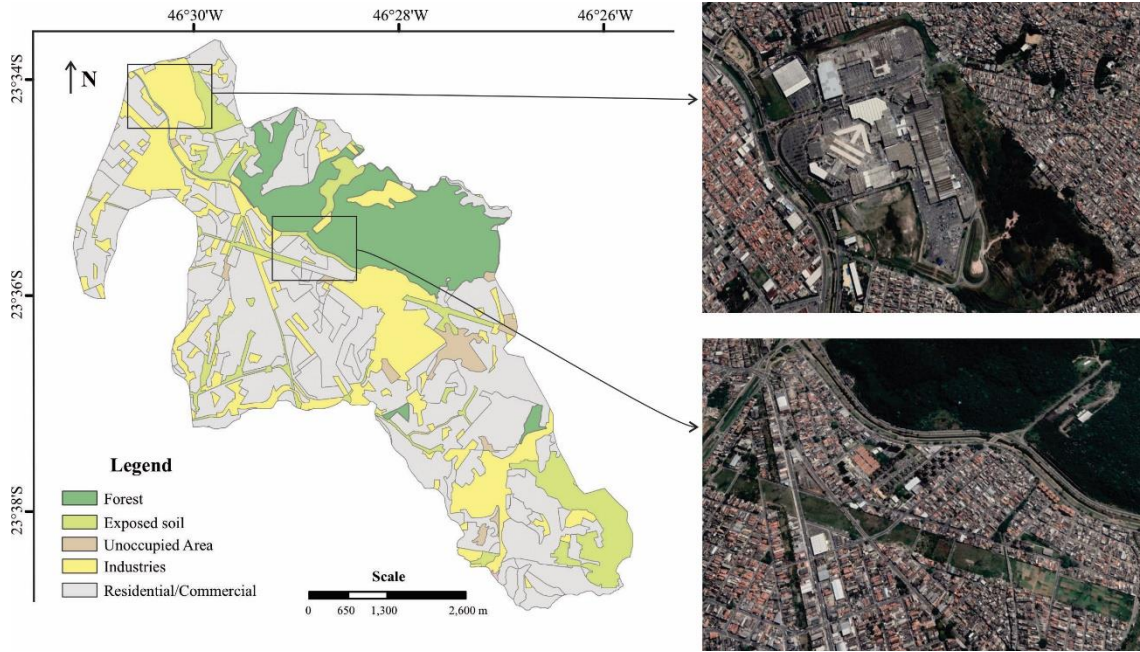 46°30'W 46°28'W 46°26'W
23°34'S
N
23°36'S
23°38'S
Legend
Forest
Exposed soil
Unoccupied Area
Industries
Residential/Commercial
Scale
0 650 1,300 2,600 m